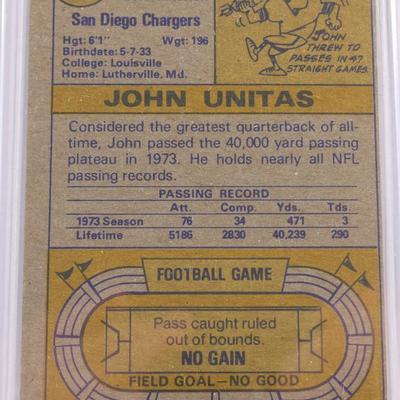 San Diego Chargers
Hgt: 6'1" Wgt: 196
Birthdate: 5-7-33
College: Louisville
Home: Lutherville, Md.
JOHN
THREW TD
PASSES IN 47
STRAIGHT GAMES.
JOHN UNITAS
Considered the greatest quarterback of all-
time, John passed the 40,000 yard passing
plateau in 1973. He holds nearly all NFL
passing records.
PASSING RECORD
Att. Comp. Yds. Tds.
1973 Season 76 34 471 3
Lifetime 5186 2830 40,239 290
FOOTBALL GAME
Pass caught ruled
out of bounds.
NO GAIN
FIELD GOAL—NO GOOD